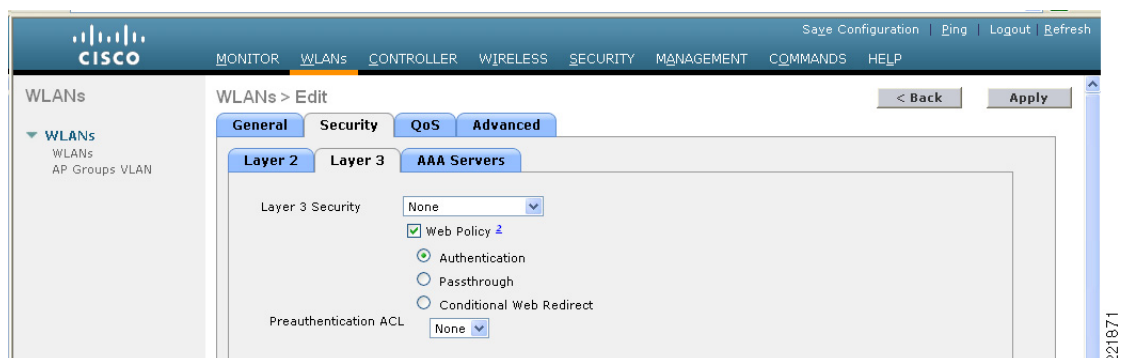 Save Configuration | Ping | Logout | Refresh
CISCO
MONITOR WLANs CONTROLLER WIRELESS SECURITY MANAGEMENT COMMANDS HELP
WLANs
WLANs > Edit
< Back
Apply
General Security QoS Advanced
WLANs
WLANs
AP Groups VLAN
Layer 2 Layer 3 AAA Servers
Layer 3 Security None
Web Policy 2
Authentication
Passthrough
Conditional Web Redirect
Preauthentication ACL None
221871